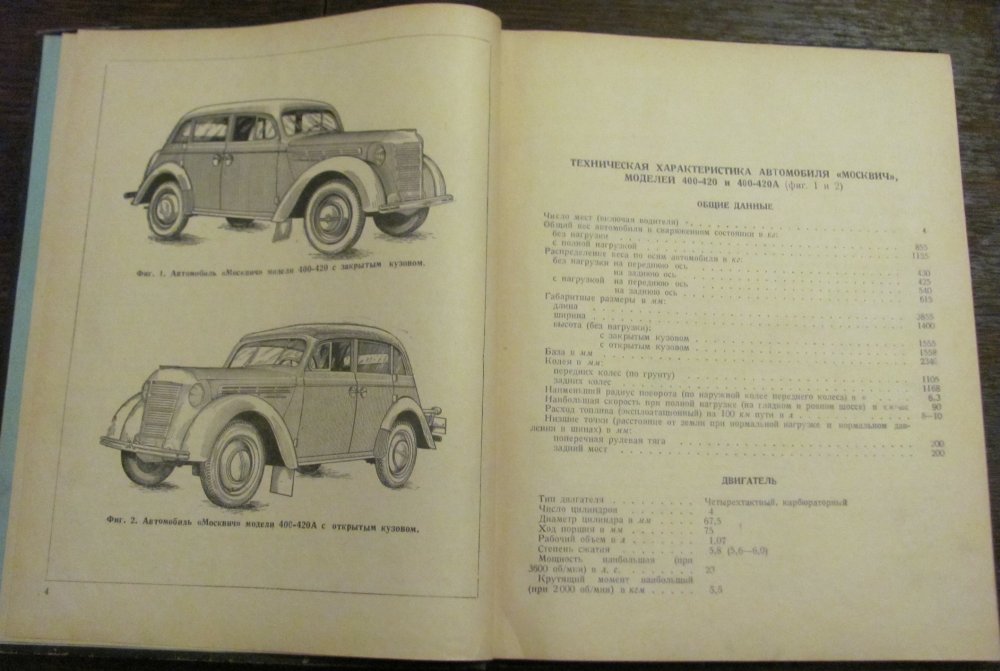 Фиг. 1. Автомобиль «Москвич» модели 400-420 с закрытым кузовом.
Фиг. 2. Автомобиль «Москвич» модели 400-420А с открытым кузовом.
4
ТЕХНИЧЕСКАЯ ХАРАКТЕРИСТИКА АВТОМОБИЛЯ «МОСКВИЧ»,
МОДЕЛЕЙ 400-420 и 400-420А (фиг. 1 и 2)
ОБЩИЕ ДАННЫЕ
Число мест (включая водителя) . . . 4
Общий вес автомобиля в снаряженном состоянии в кг:
без нагрузки . . . 855
с полной нагрузкой . . . 1155
Распределение веса по осям автомобиля в кг:
без нагрузки на переднюю ось . . . 430
на заднюю ось . . . 425
с нагрузкой на переднюю ось . . . 540
на заднюю ось . . . 615
Габаритные размеры в мм:
длина . . . 3855
ширина . . . 1400
высота (без нагрузки):
с закрытым кузовом . . . 1555
с открытым кузовом . . . 1558
База в мм . . . 2340
Колея в мм:
передних колес (по грунту) . . . 1105
задних колес . . . 1168
Наименьший радиус поворота (по наружной колее переднего колеса) в . . . 6,3
Наибольшая скорость при полной нагрузке (на гладком и ровном шоссе) в км/час 90
Расход топлива (эксплоатационный) на 100 км пути в л . . . 8—10
Низшие точки (расстояние от земли при нормальной нагрузке и нормальном дав-
лении в шинах) в мм:
поперечная рулевая тяга . . . 200
задний мост . . . 200
ДВИГАТЕЛЬ
Тип двигателя . . . Четырехтактный, карбюраторный
Число цилиндров . . . 4
Диаметр цилиндра в мм . . . 67,5
Ход поршня в мм . . . 75
Рабочий объем в л . . . 1,07
Степень сжатия . . . 5,8 (5,6—6,0)
Мощность наибольшая (при
3600 об/мин) в л. с. . . . 23
Крутящий момент наибольший
(при 2 000 об/мин) в кгм . . . 5,5